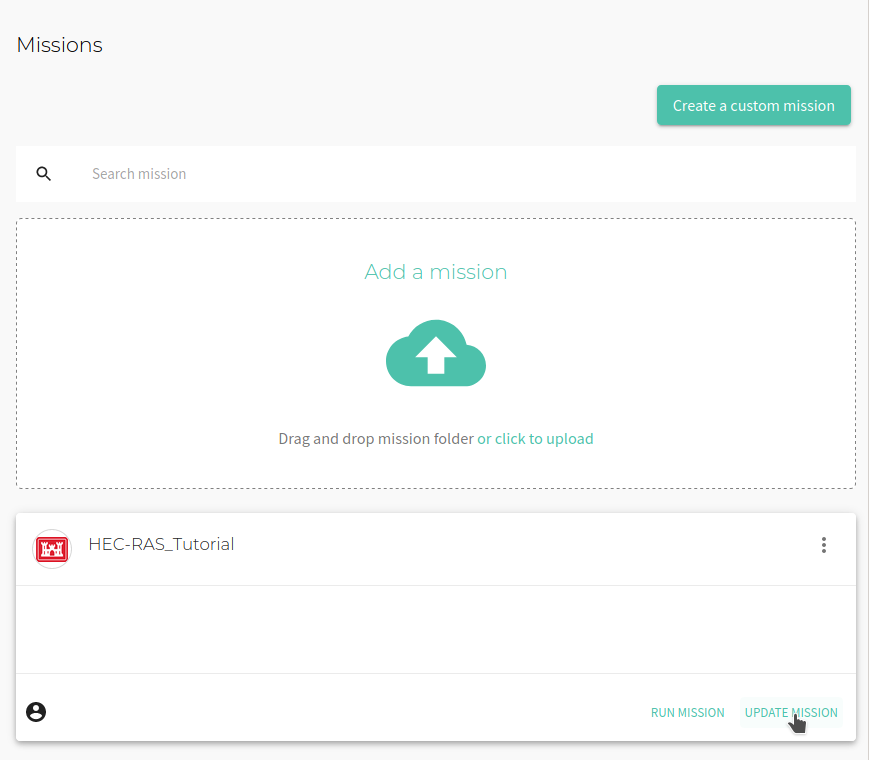 Missions
Create a custom mission
Search mission
Add a mission
Drag and drop mission folder or click to upload
HEC-RAS_Tutorial
RUN MISSION UPDATE MISSION